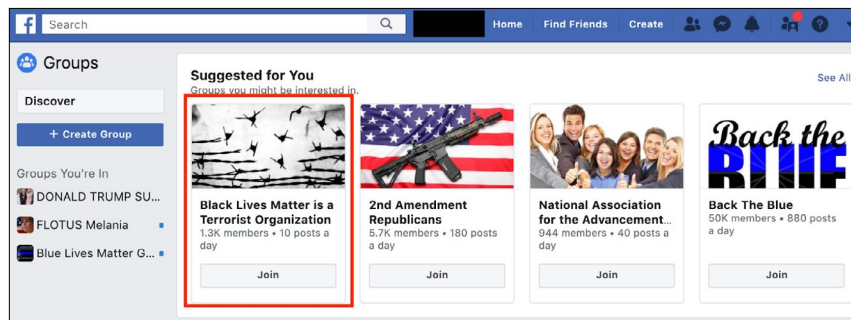 f
Search
Home
Find Friends
Create
?
Groups
Discover
+ Create Group
Groups You're In
DONALD TRUMP SU...
FLOTUS Melania
Blue Lives Matter G...
Suggested for You
See All
Groups you might be interested in.
Black Lives Matter is a
Terrorist Organization
1.3K members • 10 posts a
day
Join
2nd Amendment
Republicans
5.7K members • 180 posts
a day
Join
National Association
for the Advancement...
944 members • 40 posts a
day
Join
Back the
BLUE
Back The Blue
50K members • 880 posts
a day
Join